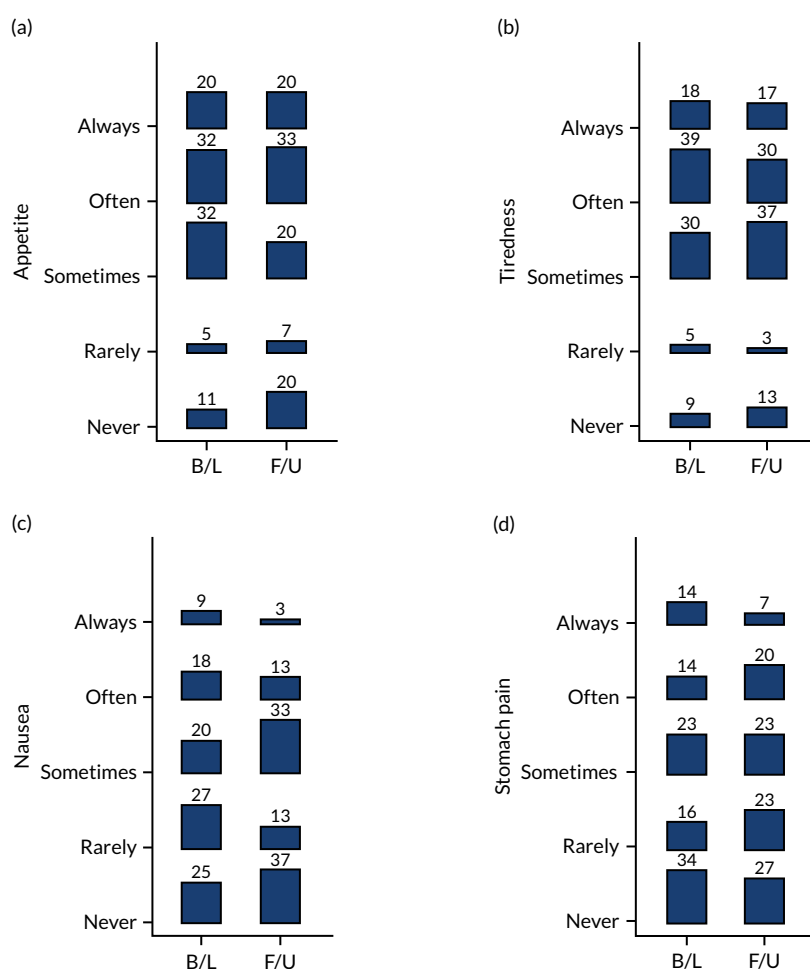 (a)
Appetite
20 20
Always
32 33
Often
32 20
Sometimes
5 7
Rarely
11 20
Never
B/L F/U
(b)
Tiredness
18 17
Always
39 30
Often
30 37
Sometimes
5 3
Rarely
9 13
Never
B/L F/U
(c)
Nausea
9 3
Always
18 13
Often
20 33
Sometimes
27 13
Rarely
25 37
Never
B/L F/U
(d)
Stomach pain
14 7
Always
14 20
Often
23 23
Sometimes
16 23
Rarely
34 27
Never
B/L F/U